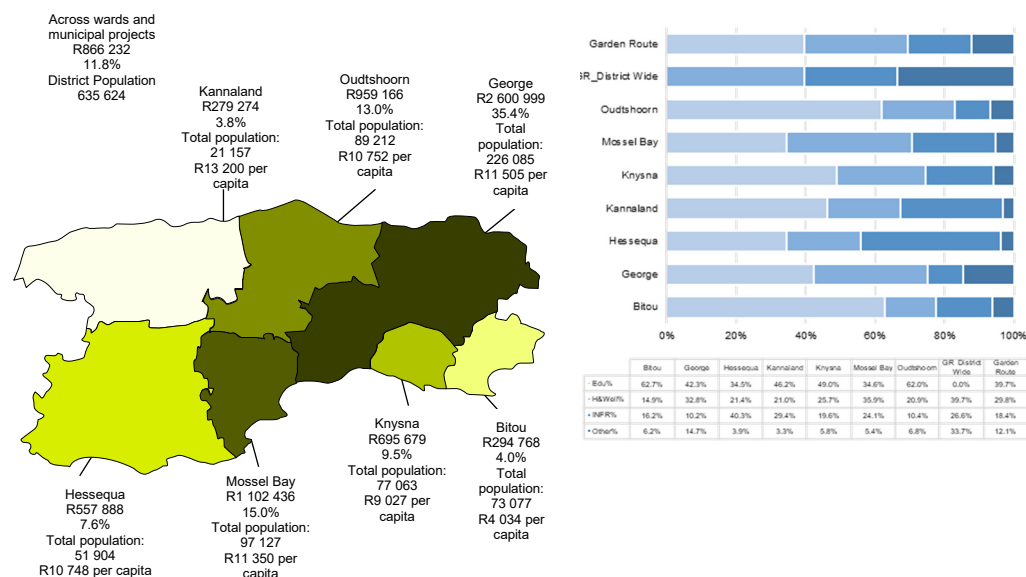 Across wards and
municipal projects
R866 232
11.8%
District Population
635 624
Kannaland
R279 274
3.8%
Total population:
21 157
R13 200 per
capita
Oudtshoorn
R959 166
13.0%
Total population:
89 212
R10 752 per
capita
George
R2 600 999
35.4%
Total
population:
226 085
R11 505 per
capita
Hessequa
R557 888
7.6%
Total population:
51 904
R10 748 per capita
Mossel Bay
R1 102 436
15.0%
Total population:
97 127
R11 350 per
capita
Knysna
R695 679
9.5%
Total population:
77 063
R9 027 per
capita
Bitou
R294 768
4.0%
Total
population:
73 077
R4 034 per
capita
Garden Route
GR_District Wide
Oudtshoorn
Mossel Bay
Knysna
Kannaland
Hessequa
George
Bitou
0% 20% 40% 60% 80% 100%
Bitou George Hessequa Kannaland Knysna Mossel Bay Oudtshoorn GR_District Wide Garden Route
Edu% 62.7% 42.3% 34.5% 46.2% 49.0% 34.6% 62.0% 0.0% 39.7%
H&Wel% 14.9% 32.8% 21.4% 21.0% 25.7% 35.9% 20.9% 39.7% 29.8%
INFR% 16.2% 10.2% 40.3% 29.4% 19.6% 24.1% 10.4% 26.6% 18.4%
Other% 6.2% 14.7% 3.9% 3.3% 5.8% 5.4% 6.8% 33.7% 12.1%